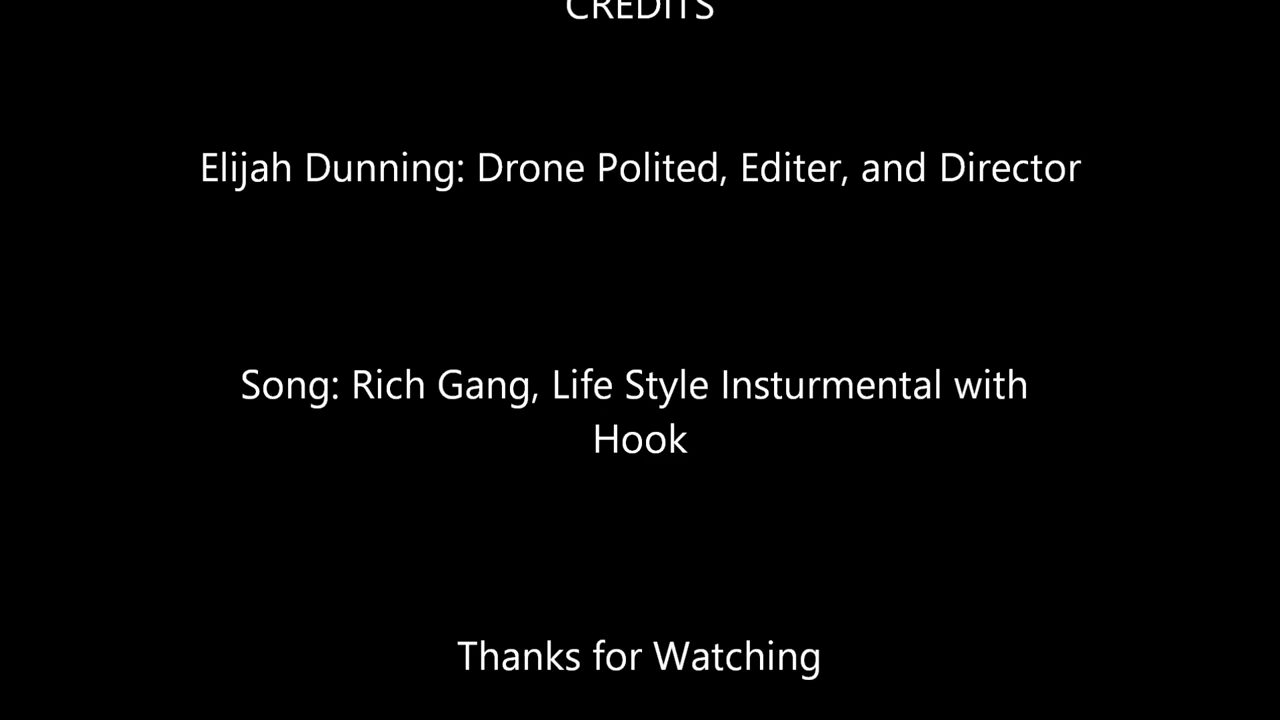 CREDITS
Elijah Dunning: Drone Polited, Editer, and Director
Song: Rich Gang, Life Style Insturmental with
Hook
Thanks for Watching